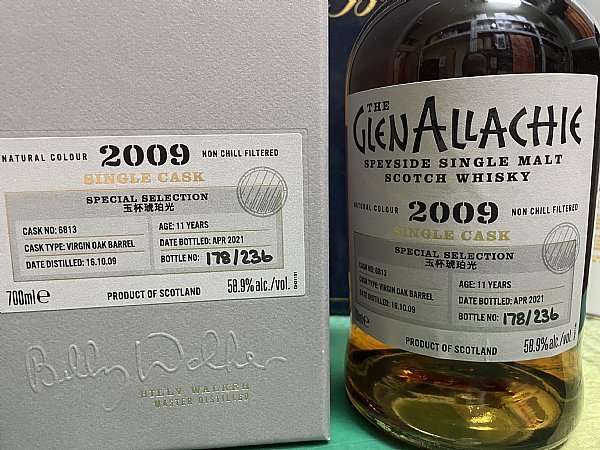 NATURAL COLOUR 2009 NON CHILL FILTERED
SINGLE CASK
SPECIAL SELECTION
玉杯琥珀光
CASK NO: 6813 AGE: 11 YEARS
CASK TYPE: VIRGIN OAK BARREL DATE BOTTLED: APR 2021
DATE DISTILLED: 16.10.09 BOTTLE NO: 178/236
700ml℮ PRODUCT OF SCOTLAND 58.9% alc./vol.
Billy Walker
BILLY WALKER
MASTER DISTILLER
THE
GLENALLACHIE
SPEYSIDE SINGLE MALT
SCOTCH WHISKY
NATURAL COLOUR 2009 NON CHILL FILTERED
SINGLE CASK
SPECIAL SELECTION
玉杯琥珀光
CASK NO: 6813 AGE: 11 YEARS
CASK TYPE: VIRGIN OAK BARREL DATE BOTTLED: APR 2021
DATE DISTILLED: 16.10.09 BOTTLE NO: 178/236
PRODUCT OF SCOTLAND 58.9% alc./vol.